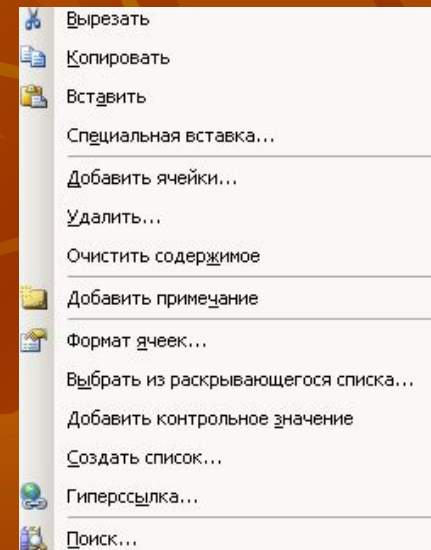 Вырезать
Копировать
Вставить
Специальная вставка...
Добавить ячейки...
Удалить...
Очистить содержимое
Добавить примечание
Формат ячеек...
Выбрать из раскрывающегося списка...
Добавить контрольное значение
Создать список...
Гиперссылка...
Поиск...